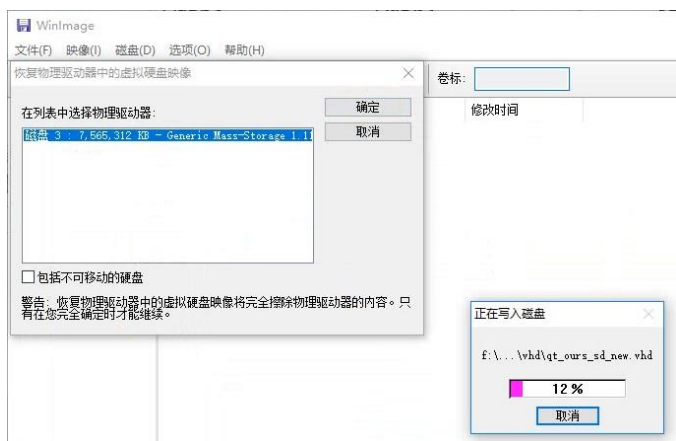 WinImage
文件(F) 映像(I) 磁盘(D) 选项(O) 帮助(H)
恢复物理驱动器中的虚拟硬盘映像
卷标:
在列表中选择物理驱动器:
确定
修改时间
取消
磁盘 3 : 7,565,312 KB - Generic Mass-Storage 1.11
包括不可移动的硬盘
警告: 恢复物理驱动器中的虚拟硬盘映像将完全擦除物理驱动器的内容。只
有在您完全确定时才能继续。
正在写入磁盘
f:\...\vhd\qt_ours_sd_new.vhd
12%
取消